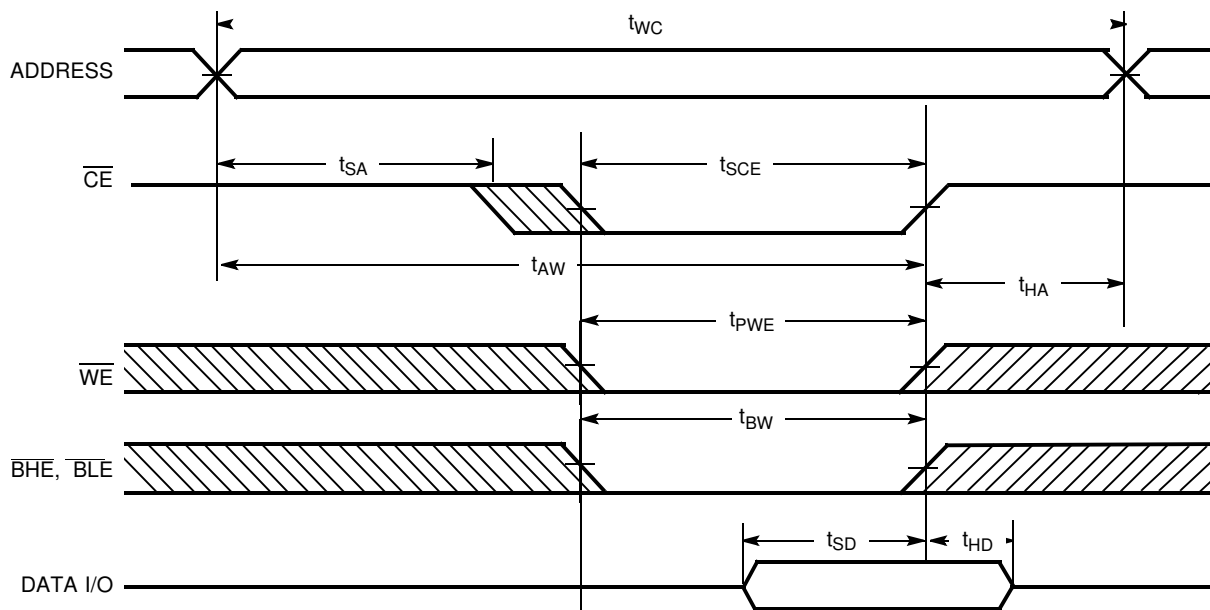 tWC
ADDRESS
tSA
tSCE
CE
tAW
tHA
tPWE
WE
tBW
BHE, BLE
tSD
tHD
DATA I/O